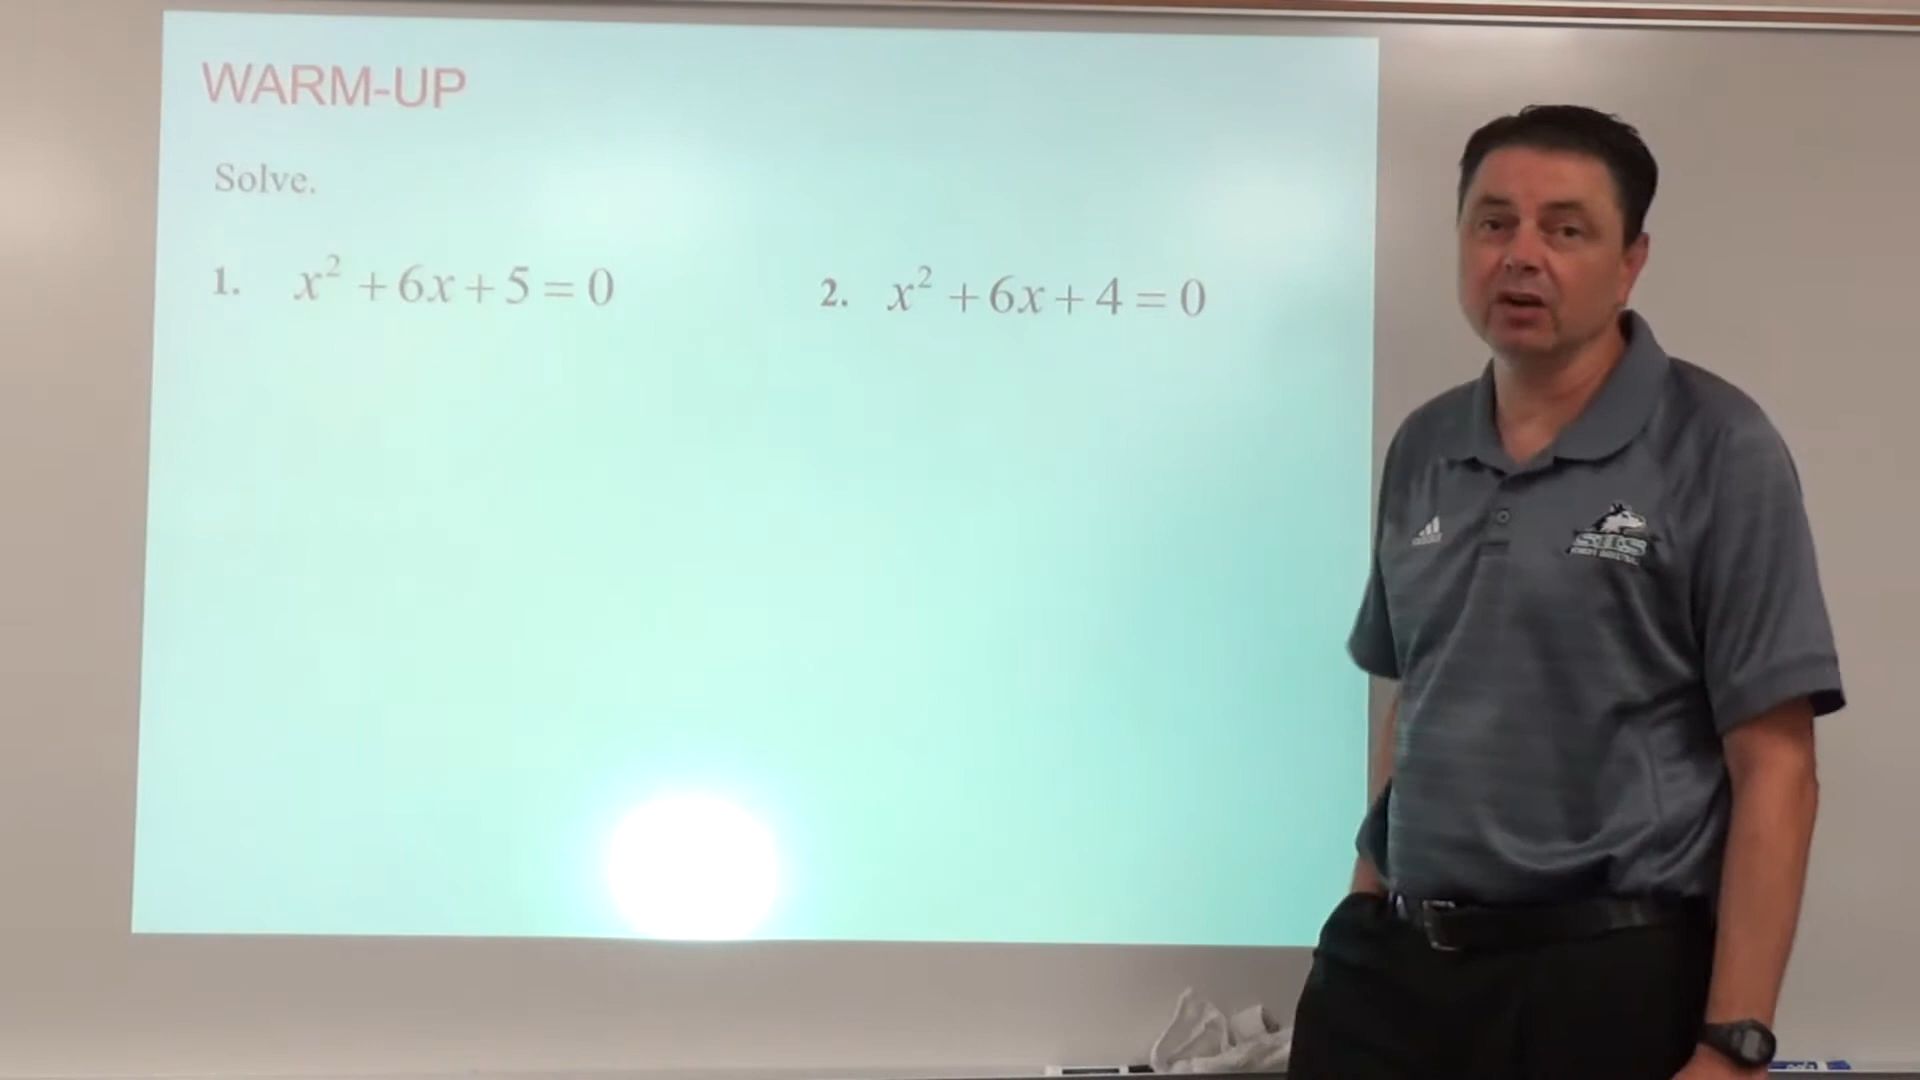 WARM-UP
Solve.
1. x² + 6x + 5 = 0
2. x² + 6x + 4 = 0